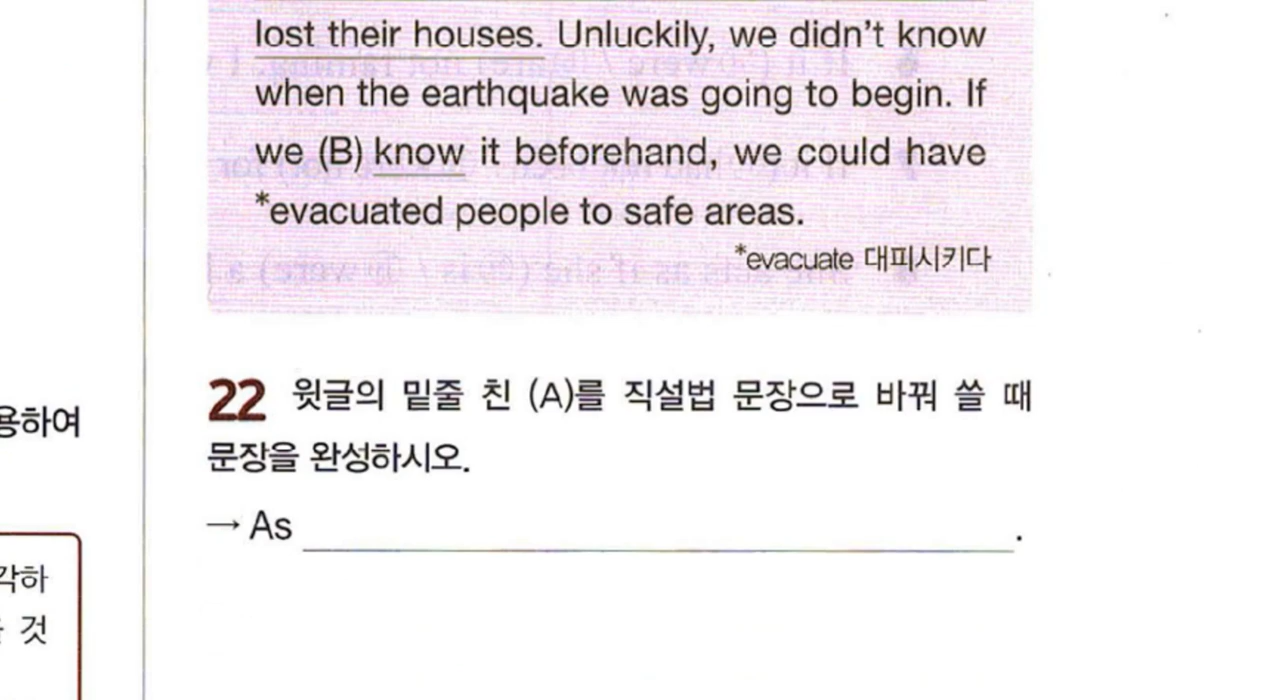 lost their houses. Unluckily, we didn't know
when the earthquake was going to begin. If
we (B) know it beforehand, we could have
*evacuated people to safe areas.
*evacuate 대피시키다
22 윗글의 밑줄 친 (A)를 직설법 문장으로 바꿔 쓸 때
문장을 완성하시오.
→ As .
용하여
각하
것